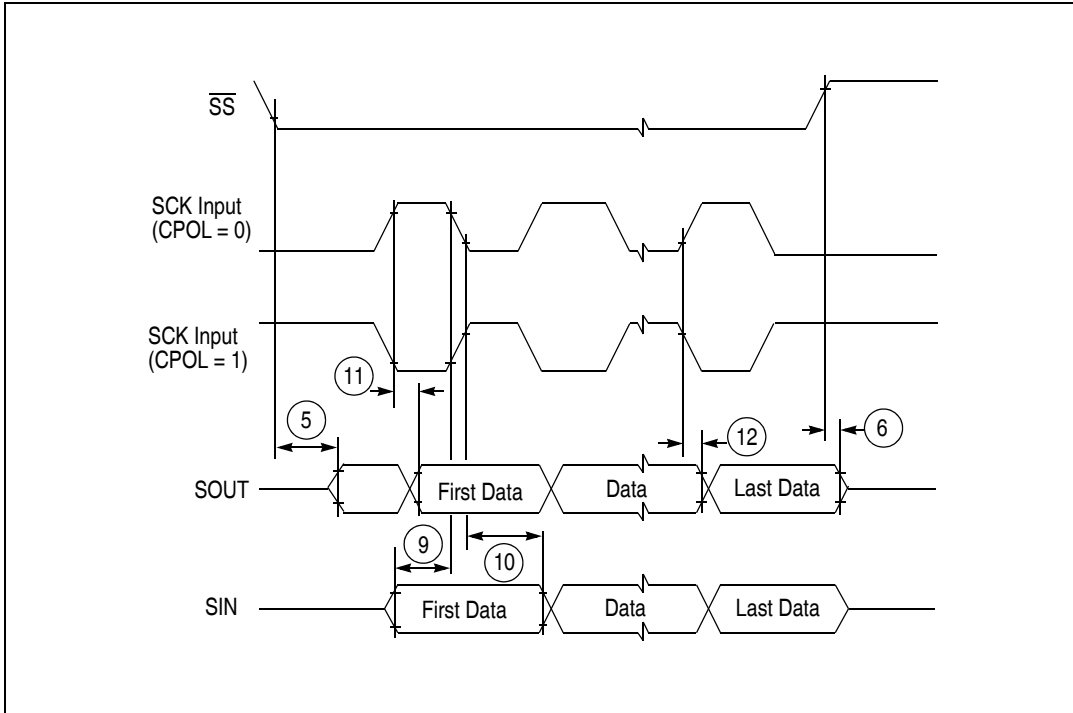 SS
SCK Input
(CPOL = 0)
SCK Input
(CPOL = 1)
11
5
12
6
SOUT
First Data
Data
Last Data
9
10
SIN
First Data
Data
Last Data